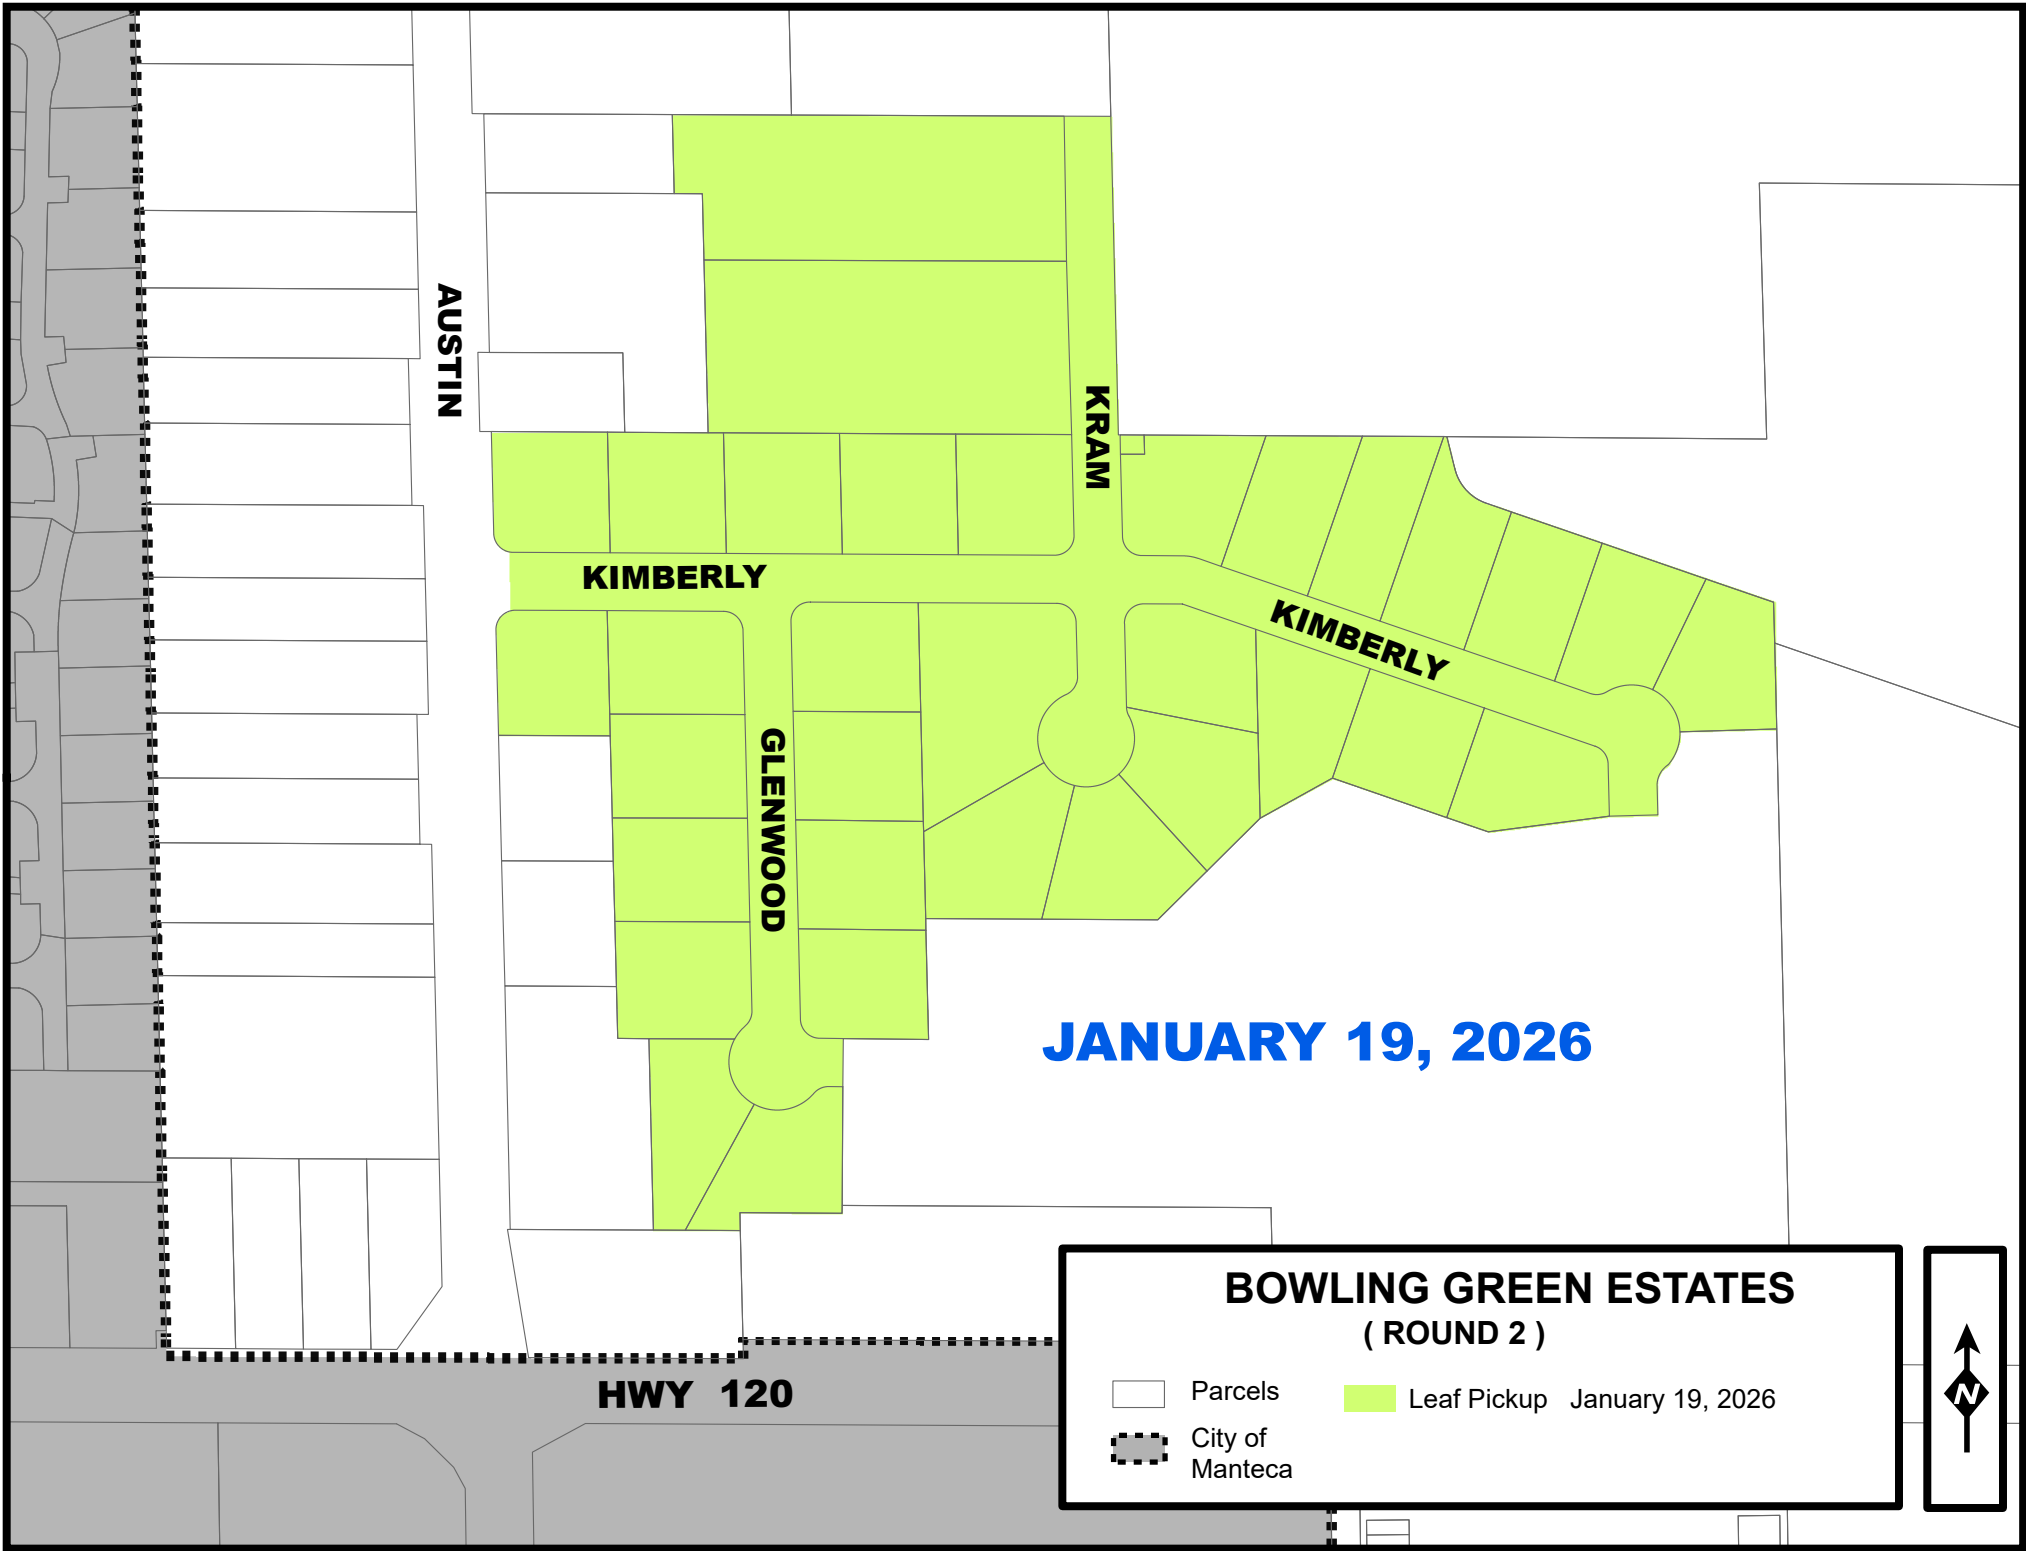 AUSTIN
KRAM
KIMBERLY
KIMBERLY
GLENWOOD
JANUARY 19, 2026
HWY 120
BOWLING GREEN ESTATES
( ROUND 2 )
Parcels
Leaf Pickup January 19, 2026
City of
Manteca
N